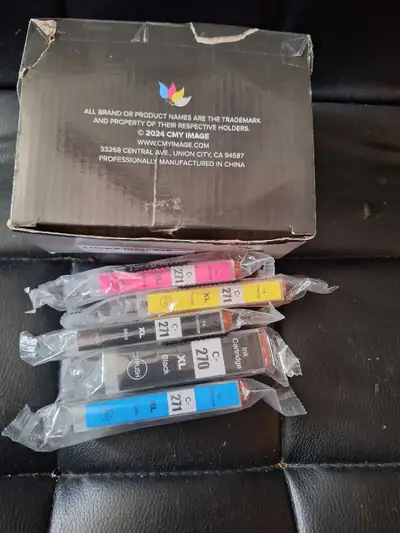 ALL BRAND OR PRODUCT NAMES ARE THE TRADEMARK
AND PROPERTY OF THEIR RESPECTIVE HOLDERS.
© 2024 CMY IMAGE
WWW.CMYIMAGE.COM
33268 CENTRAL AVE., UNION CITY, CA 94587
PROFESSIONALLY MANUFACTURED IN CHINA
C-
271
XL
C-
271
XL
C-
271
XL
Black
C-
270
Ink
Cartridge
XL
C-
271